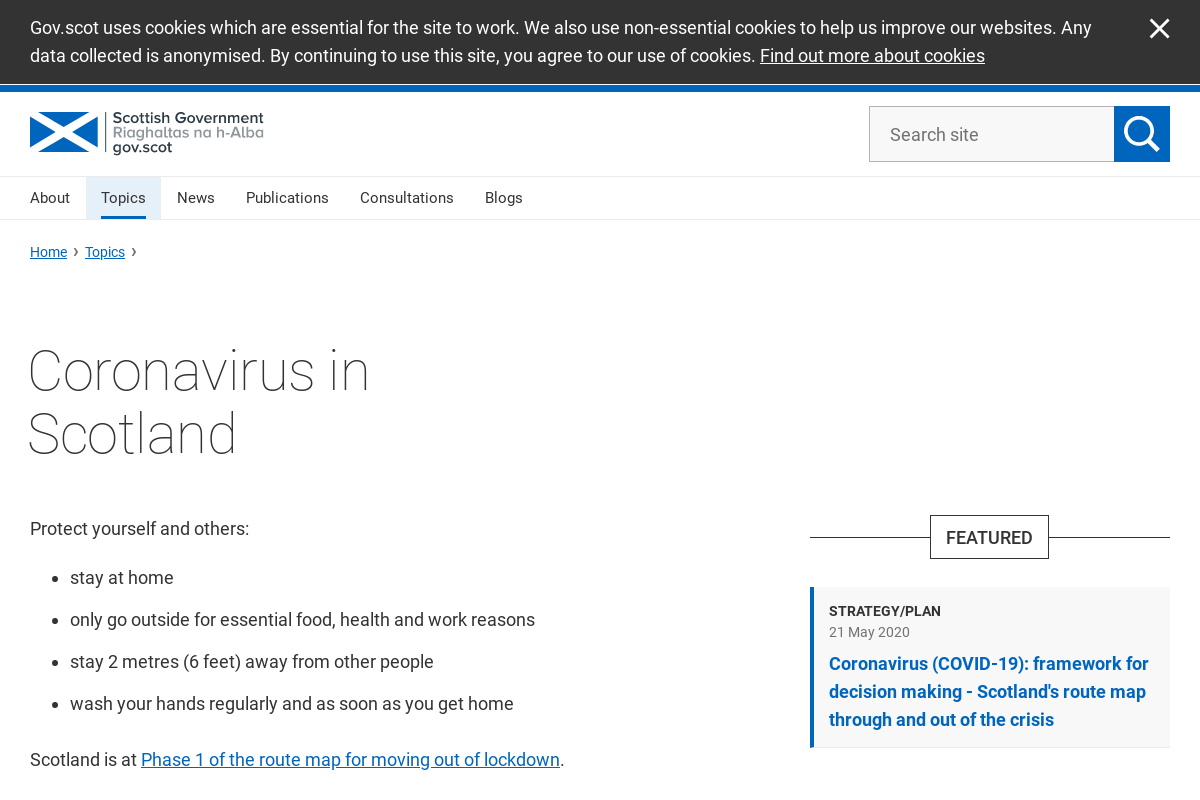 Gov.scot uses cookies which are essential for the site to work. We also use non-essential cookies to help us improve our websites. Any
data collected is anonymised. By continuing to use this site, you agree to our use of cookies. Find out more about cookies
Scottish Government
Riaghaltas na h-Alba
gov.scot
Search site
About
Topics
News
Publications
Consultations
Blogs
Home › Topics ›
Coronavirus in
Scotland
Protect yourself and others:
• stay at home
• only go outside for essential food, health and work reasons
• stay 2 metres (6 feet) away from other people
• wash your hands regularly and as soon as you get home
Scotland is at Phase 1 of the route map for moving out of lockdown.
FEATURED
STRATEGY/PLAN
21 May 2020
Coronavirus (COVID-19): framework for
decision making - Scotland's route map
through and out of the crisis